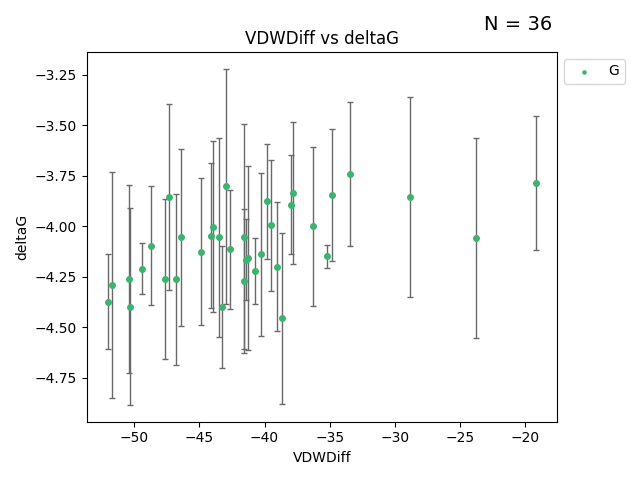 N = 36
VDWDiff vs deltaG
G
−3.25
−3.50
−3.75
−4.00
−4.25
−4.50
−4.75
deltaG
−50 −45 −40 −35 −30 −25 −20
VDWDiff